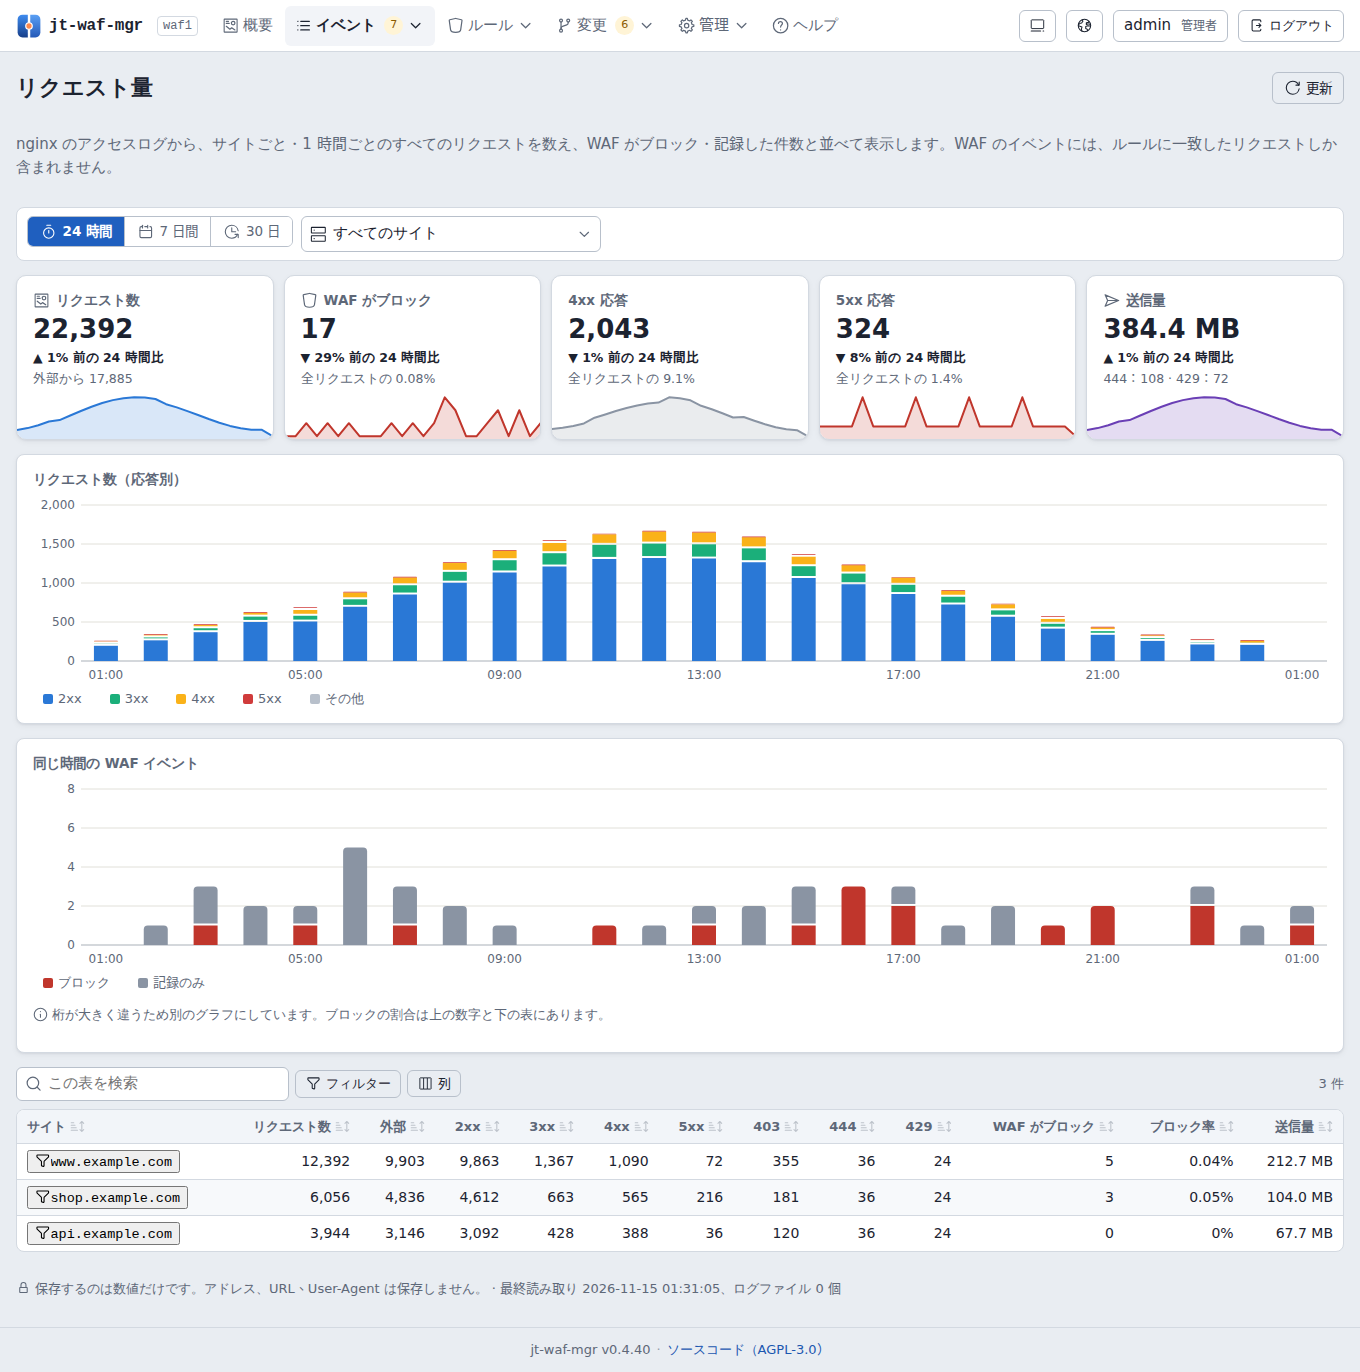 jt-waf-mgr waf1 概要 イベント 7 ルール 変更 6 管理 ヘルプ admin 管理者 ログアウト
リクエスト量 更新
nginx のアクセスログから、サイトごと・1 時間ごとのすべてのリクエストを数え、WAF がブロック・記録した件数と並べて表示します。WAF のイベントには、ルールに一致したリクエストしか
含まれません。
24 時間 7 日間 30 日 すべてのサイト
リクエスト数 WAF がブロック 4xx 応答 5xx 応答 送信量
22,392 17 2,043 324 384.4 MB
▲ 1% 前の 24 時間比 ▼ 29% 前の 24 時間比 ▼ 1% 前の 24 時間比 ▼ 8% 前の 24 時間比 ▲ 1% 前の 24 時間比
外部から 17,885 全リクエストの 0.08% 全リクエストの 9.1% 全リクエストの 1.4% 444：108 · 429：72
リクエスト数（応答別）
2,000
1,500
1,000
500
0
01:00 05:00 09:00 13:00 17:00 21:00 01:00
2xx 3xx 4xx 5xx その他
同じ時間の WAF イベント
8
6
4
2
0
01:00 05:00 09:00 13:00 17:00 21:00 01:00
ブロック 記録のみ
桁が大きく違うため別のグラフにしています。ブロックの割合は上の数字と下の表にあります。
この表を検索 フィルター 列 3 件
サイト リクエスト数 外部 2xx 3xx 4xx 5xx 403 444 429 WAF がブロック ブロック率 送信量
www.example.com 12,392 9,903 9,863 1,367 1,090 72 355 36 24 5 0.04% 212.7 MB
shop.example.com 6,056 4,836 4,612 663 565 216 181 36 24 3 0.05% 104.0 MB
api.example.com 3,944 3,146 3,092 428 388 36 120 36 24 0 0% 67.7 MB
保存するのは数値だけです。アドレス、URL、User-Agent は保存しません。 · 最終読み取り 2026-11-15 01:31:05、ログファイル 0 個
jt-waf-mgr v0.4.40 · ソースコード（AGPL-3.0）